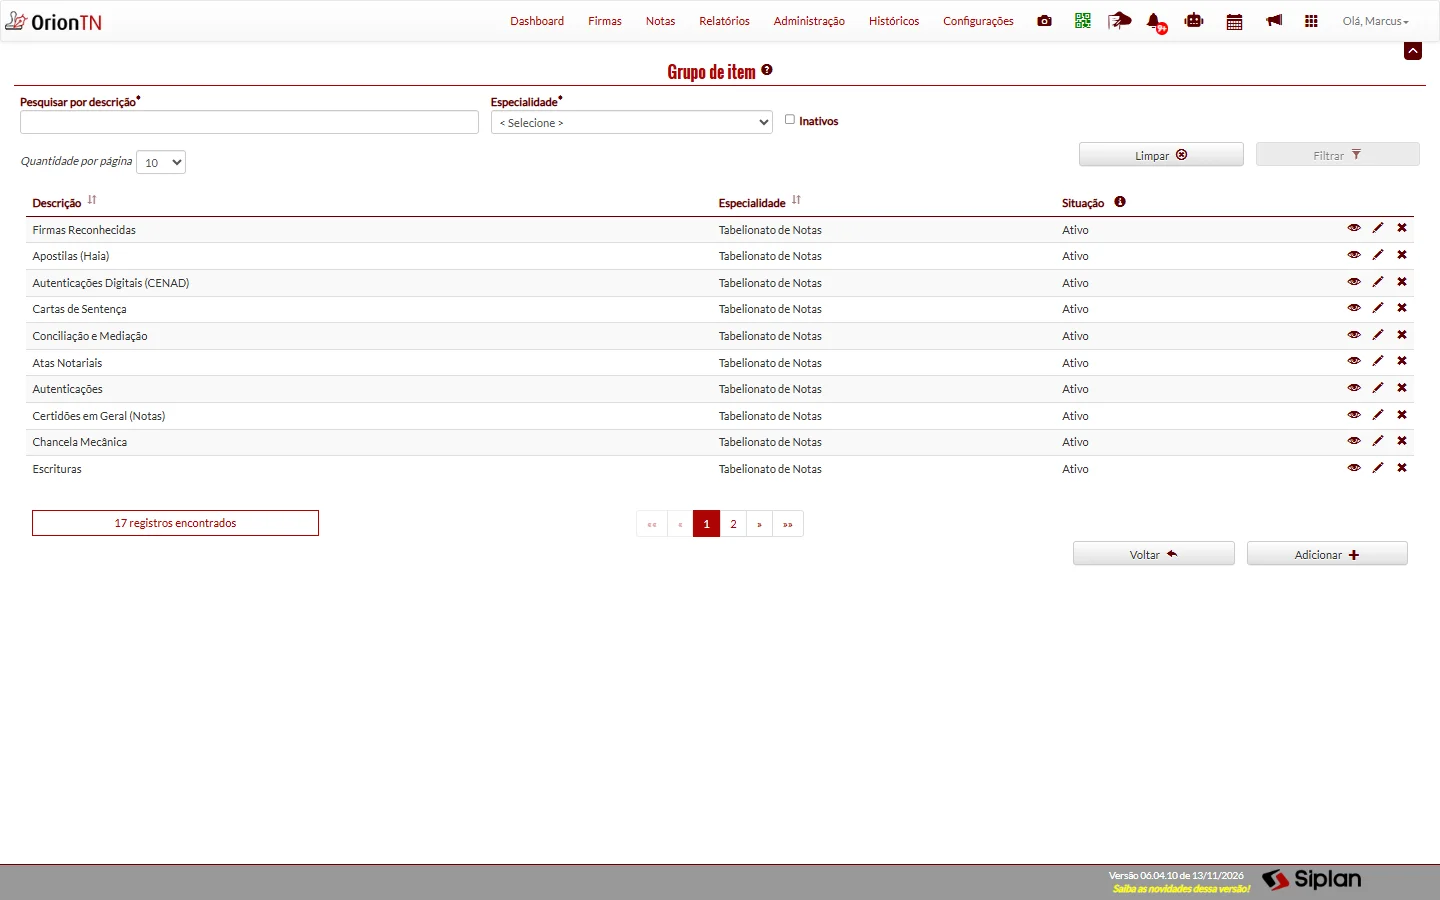 OrionTN
Dashboard Firmas Notas Relatórios Administração Históricos Configurações 9+ Olá, Marcus
Grupo de item
Pesquisar por descrição* Especialidade*
< Selecione > Inativos
Quantidade por página 10 Limpar Filtrar
Descrição Especialidade Situação
Firmas Reconhecidas Tabelionato de Notas Ativo
Apostilas (Haia) Tabelionato de Notas Ativo
Autenticações Digitais (CENAD) Tabelionato de Notas Ativo
Cartas de Sentença Tabelionato de Notas Ativo
Conciliação e Mediação Tabelionato de Notas Ativo
Atas Notariais Tabelionato de Notas Ativo
Autenticações Tabelionato de Notas Ativo
Certidões em Geral (Notas) Tabelionato de Notas Ativo
Chancela Mecânica Tabelionato de Notas Ativo
Escrituras Tabelionato de Notas Ativo
17 registros encontrados «« « 1 2 » »»
Voltar Adicionar
Versão 06.04.10 de 13/11/2026
Saiba as novidades dessa versão!
Siplan